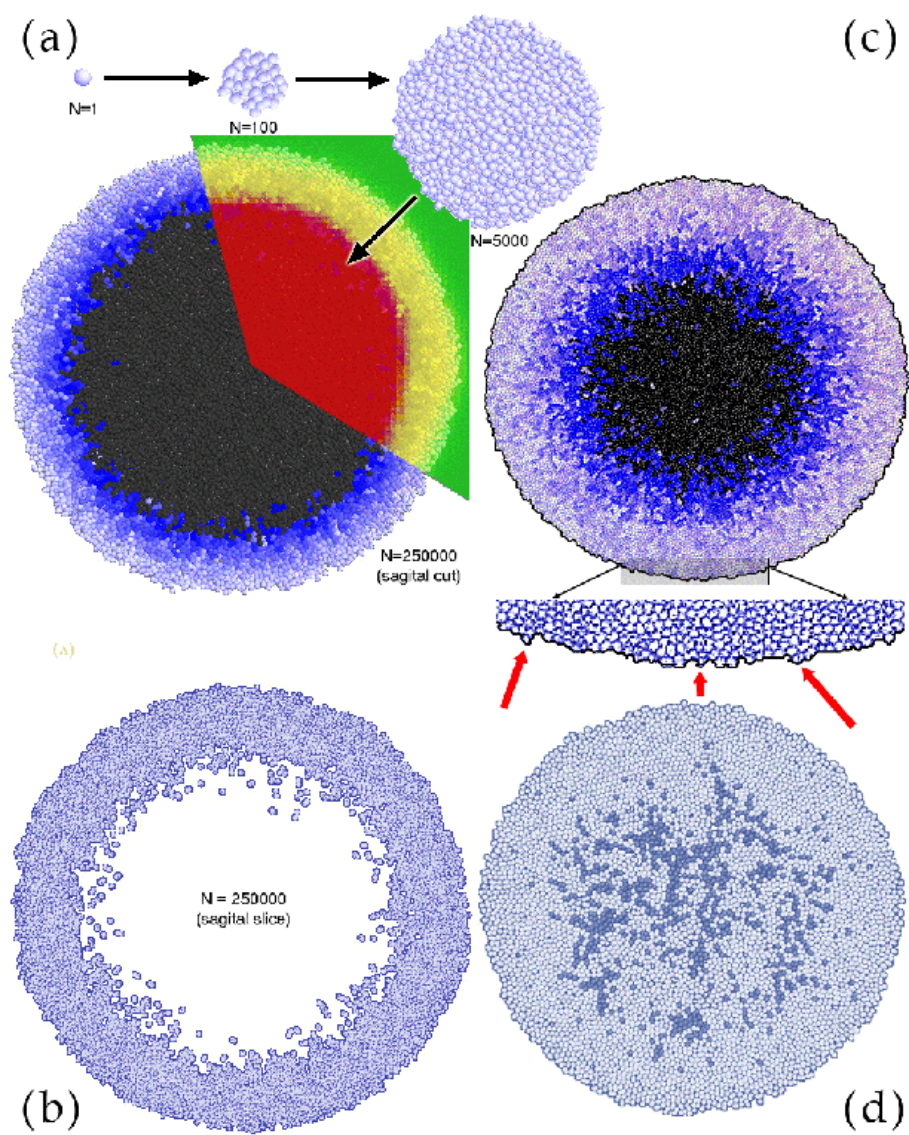 (a)
(c)
N=1
N=100
N=5000
N=250000
(sagital cut)
(a)
N = 250000
(sagital slice)
(b)
(d)